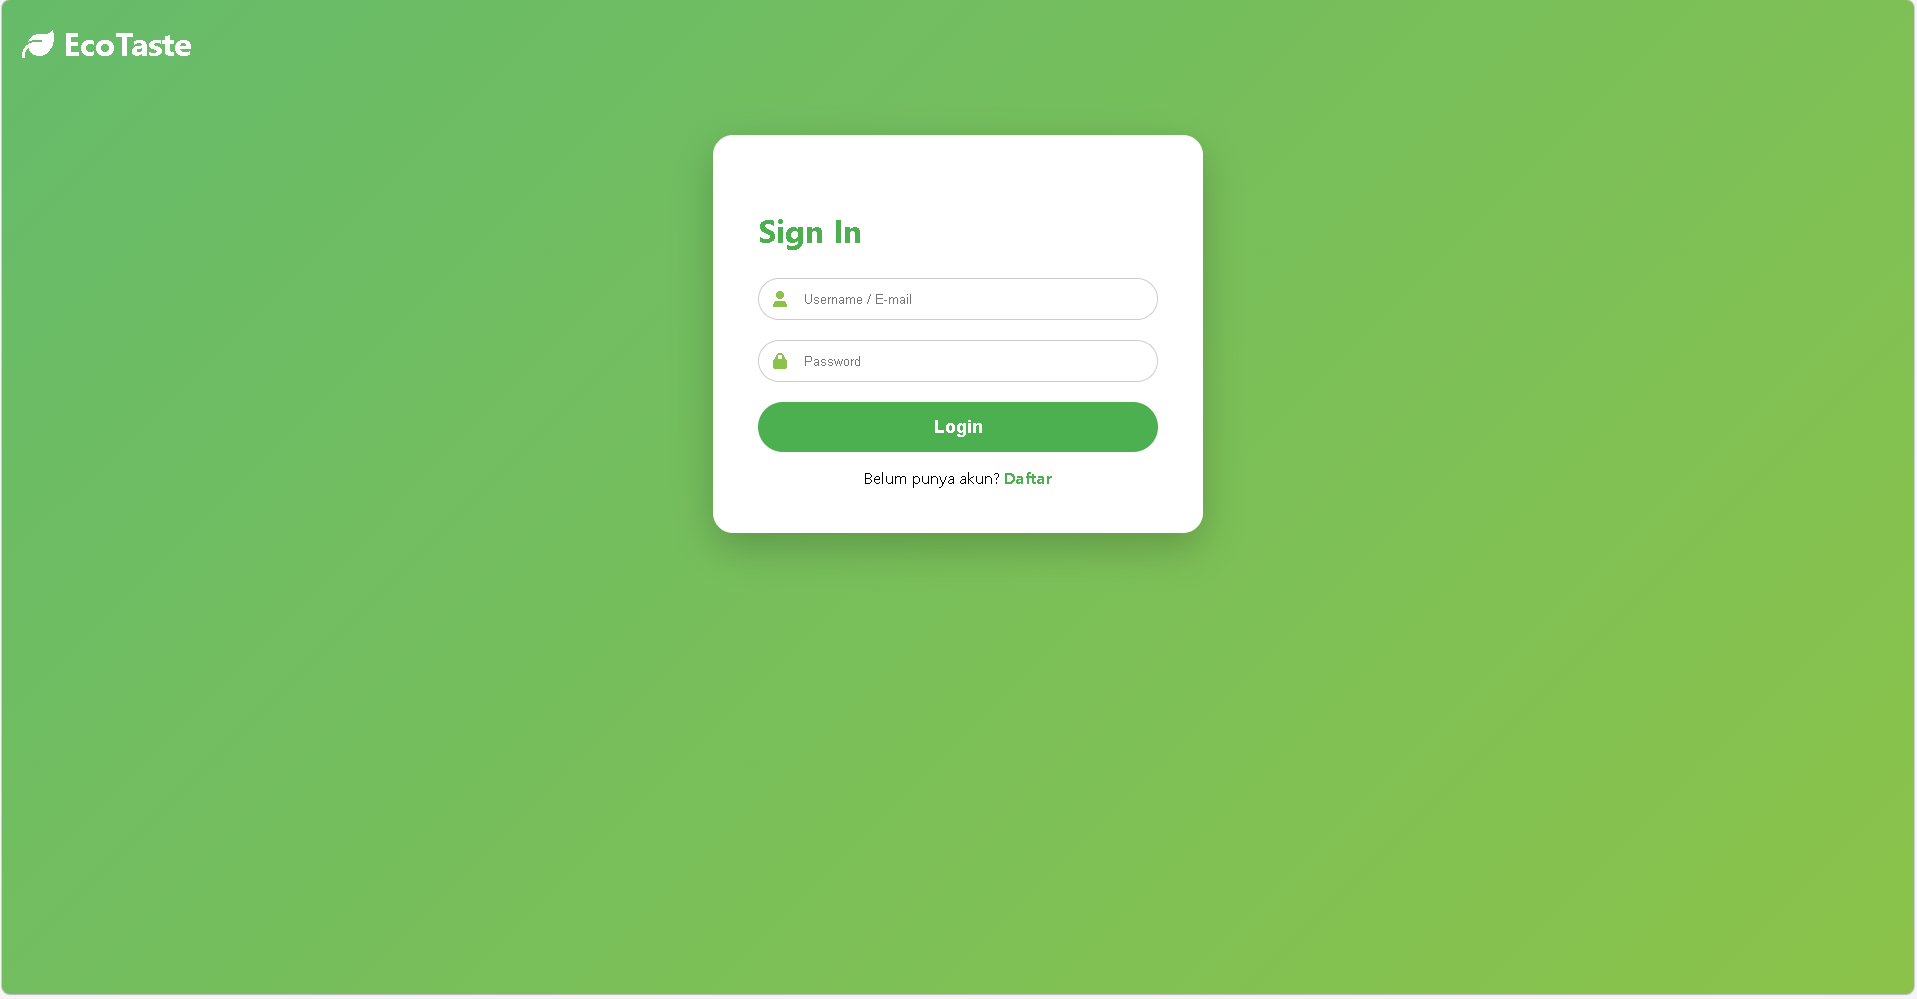 EcoTaste
Sign In
Username / E-mail
Password
Login
Belum punya akun? Daftar